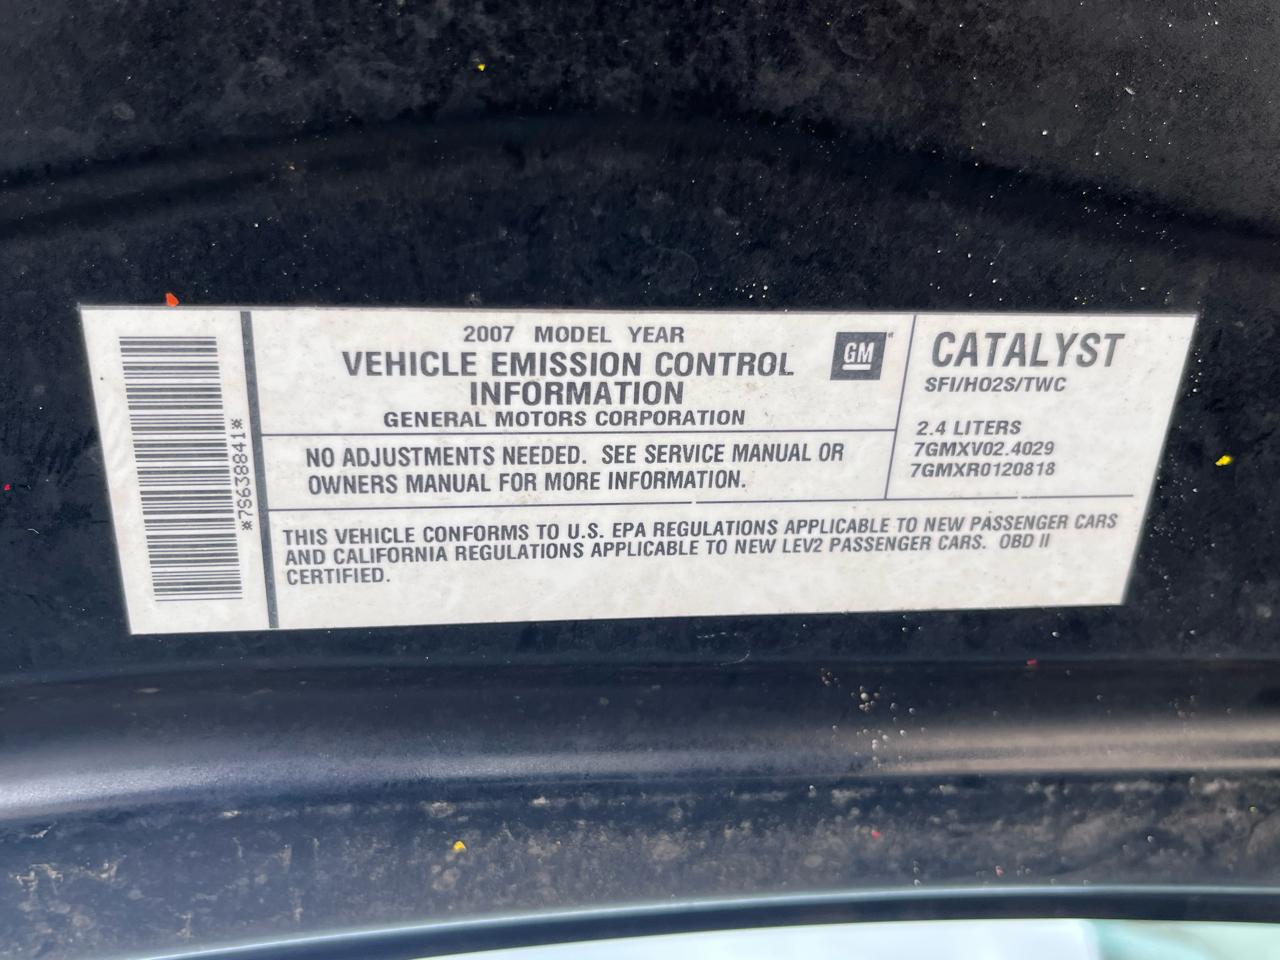 *7S638841*
2007 MODEL YEAR
VEHICLE EMISSION CONTROL
INFORMATION
GENERAL MOTORS CORPORATION
GM
NO ADJUSTMENTS NEEDED. SEE SERVICE MANUAL OR
OWNERS MANUAL FOR MORE INFORMATION.
CATALYST
SFI/HO2S/TWC
2.4 LITERS
7GMXV02.4029
7GMXR0120818
THIS VEHICLE CONFORMS TO U.S. EPA REGULATIONS APPLICABLE TO NEW PASSENGER CARS
AND CALIFORNIA REGULATIONS APPLICABLE TO NEW LEV2 PASSENGER CARS. OBD II
CERTIFIED.